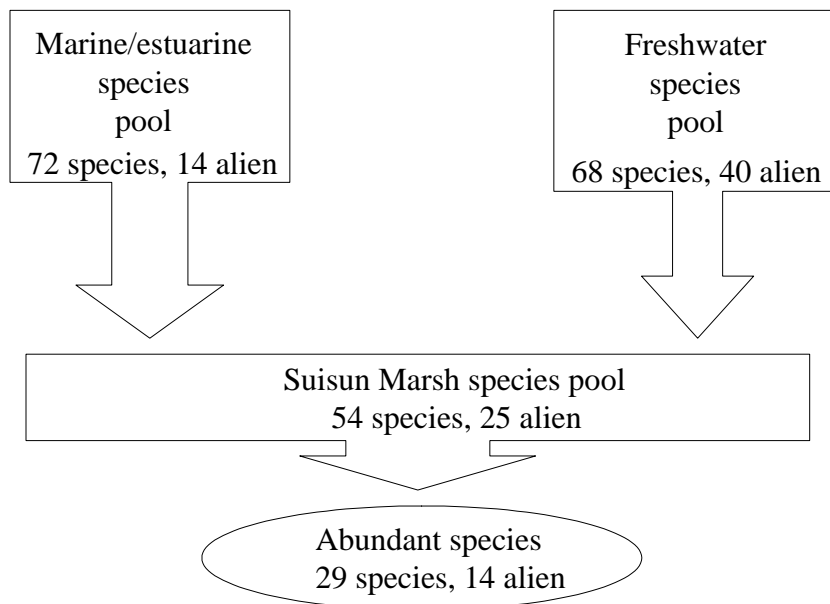 Marine/estuarine
species
pool
72 species, 14 alien
Freshwater
species
pool
68 species, 40 alien
Suisun Marsh species pool
54 species, 25 alien
Abundant species
29 species, 14 alien